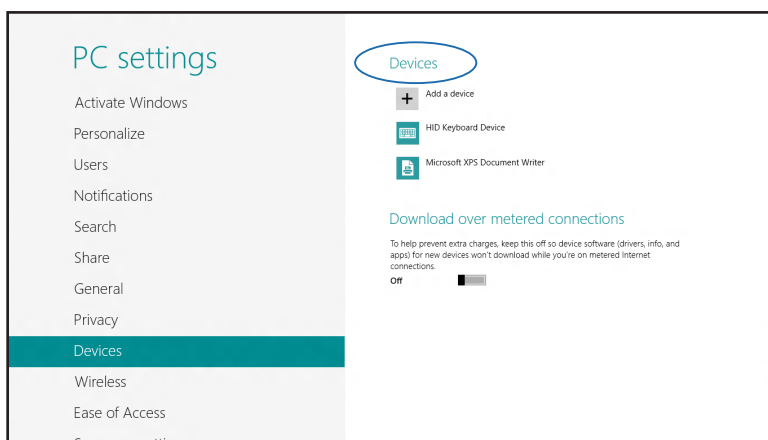 PC settings
Activate Windows
Personalize
Users
Notifications
Search
Share
General
Privacy
Devices
Wireless
Ease of Access
Devices
Add a device
HID Keyboard Device
Microsoft XPS Document Writer
Download over metered connections
To help prevent extra charges, keep this off so device software (drivers, info, and
apps) for new devices won't download while you're on metered Internet
connections.
Off